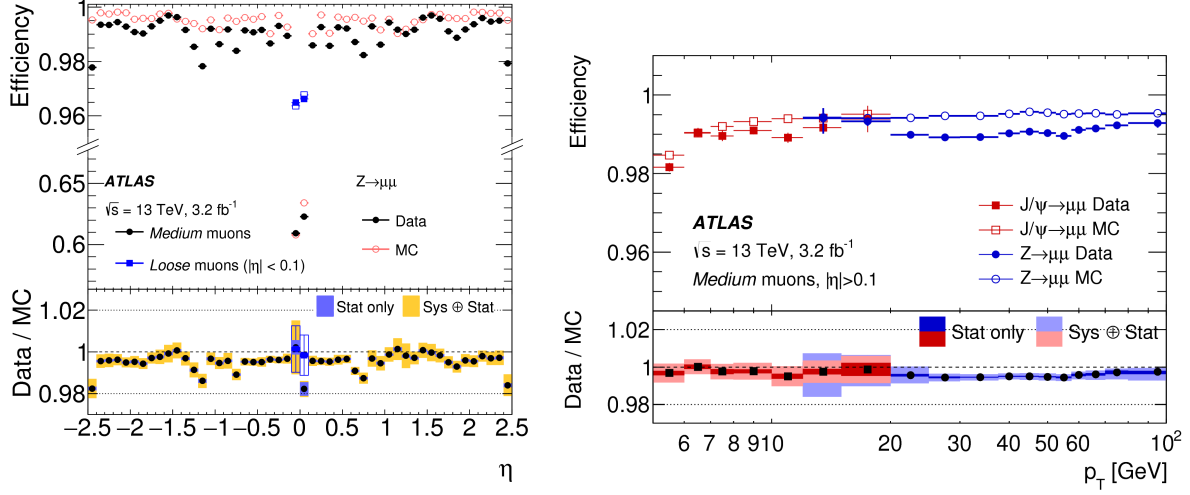 Efficiency
1
0.98
0.96
0.65
0.6
ATLAS
√s = 13 TeV, 3.2 fb⁻¹
Medium muons
Loose muons (|η| < 0.1)
Z→μμ
Data
MC
Data / MC
1.02
1
0.98
Stat only
Sys ⊕ Stat
−2.5 −2 −1.5 −1 −0.5 0 0.5 1 1.5 2 2.5
η
Efficiency
1
0.98
0.96
ATLAS
√s = 13 TeV, 3.2 fb⁻¹
Medium muons, |η|>0.1
J/ψ→μμ Data
J/ψ→μμ MC
Z→μμ Data
Z→μμ MC
Data / MC
1.02
1
0.98
Stat only
Sys ⊕ Stat
6 7 8 910 20 30 40 50 60 10²
p_T [GeV]